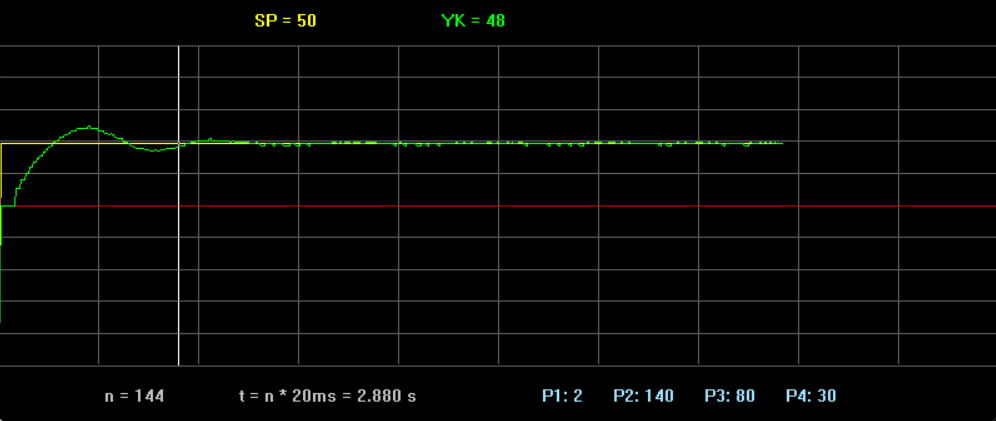 SP = 50 YK = 48
n = 144 t = n * 20ms = 2.880 s P1: 2 P2: 140 P3: 80 P4: 30